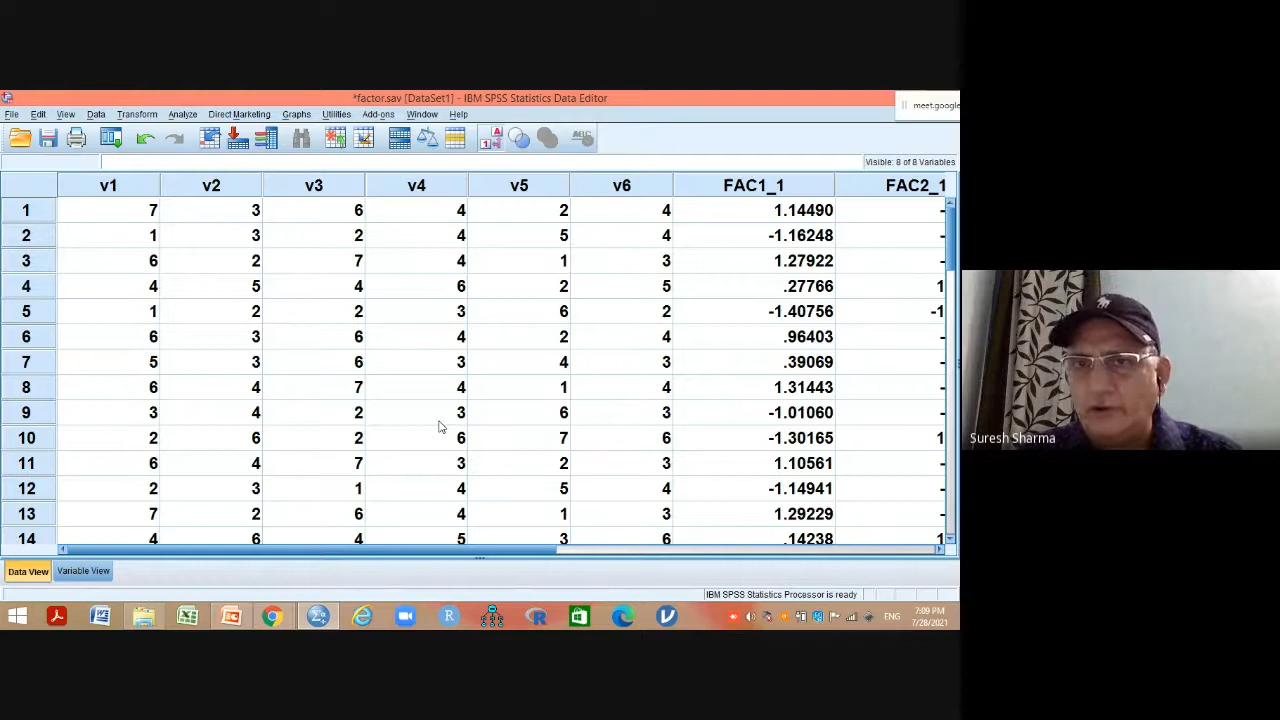 *factor.sav [DataSet1] - IBM SPSS Statistics Data Editor
meet.google
File Edit View Data Transform Analyze Direct Marketing Graphs Utilities Add-ons Window Help
Visible: 8 of 8 Variables
v1 v2 v3 v4 v5 v6 FAC1_1 FAC2_1
1 7 3 6 4 2 4 1.14490 -
2 1 3 2 4 5 4 -1.16248 -
3 6 2 7 4 1 3 1.27922 -
4 4 5 4 6 2 5 .27766 1
5 1 2 2 3 6 2 -1.40756 -1
6 6 3 6 4 2 4 .96403 -
7 5 3 6 3 4 3 .39069 -
8 6 4 7 4 1 4 1.31443 -
9 3 4 2 3 6 3 -1.01060 -
10 2 6 2 6 7 6 -1.30165 1
11 6 4 7 3 2 3 1.10561 -
12 2 3 1 4 5 4 -1.14941 -
13 7 2 6 4 1 3 1.29229 -
14 4 6 4 5 3 6 .14238 1
Data View Variable View
IBM SPSS Statistics Processor is ready
ENG
7:09 PM
7/28/2021
Suresh Sharma